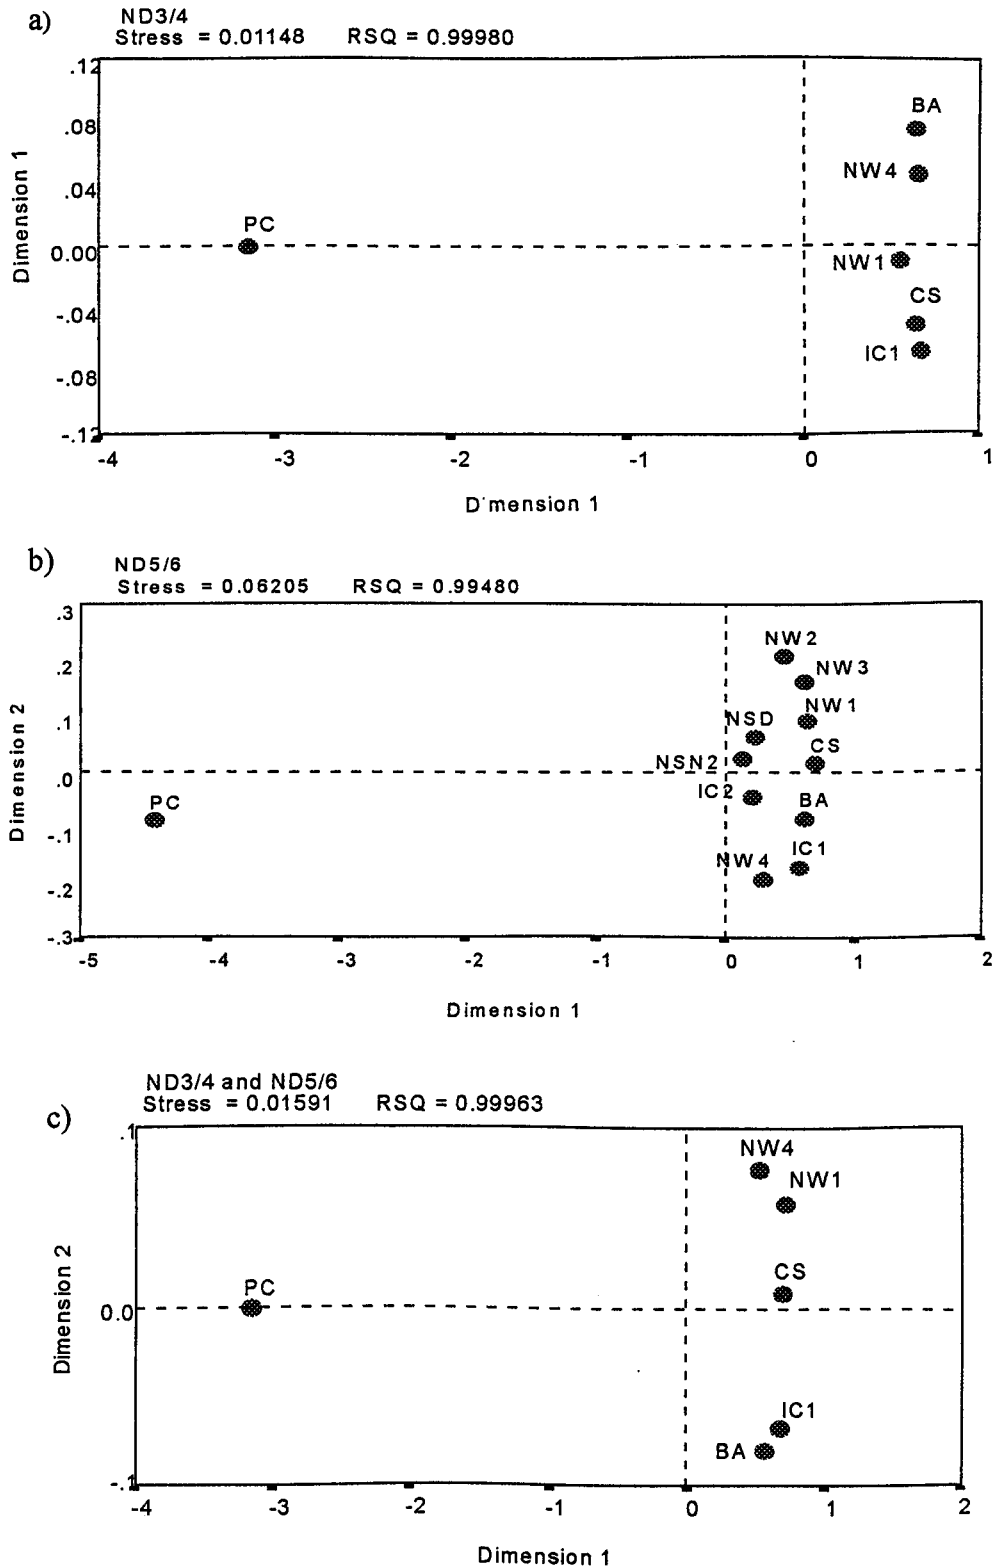 a)
ND3/4
Stress = 0.01148 RSQ = 0.99980
.12
.08
.04
0.00
-.04
-.08
-.12
Dimension 1
BA
NW4
PC
NW1
CS
IC1
-4 -3 -2 -1 0 1
D'mension 1
b)
ND5/6
Stress = 0.06205 RSQ = 0.99480
.3
.2
.1
.0
-.1
-.2
-.3
Dimension 2
NW2
NW3
NW1
NSD
CS
NSN2
IC2
BA
PC
IC1
NW4
-5 -4 -3 -2 -1 0 1 2
Dimension 1
c)
ND3/4 and ND5/6
Stress = 0.01591 RSQ = 0.99963
.1
0.0
-.1
Dimension 2
NW4
NW1
CS
PC
IC1
BA
-4 -3 -2 -1 0 1 2
Dimension 1